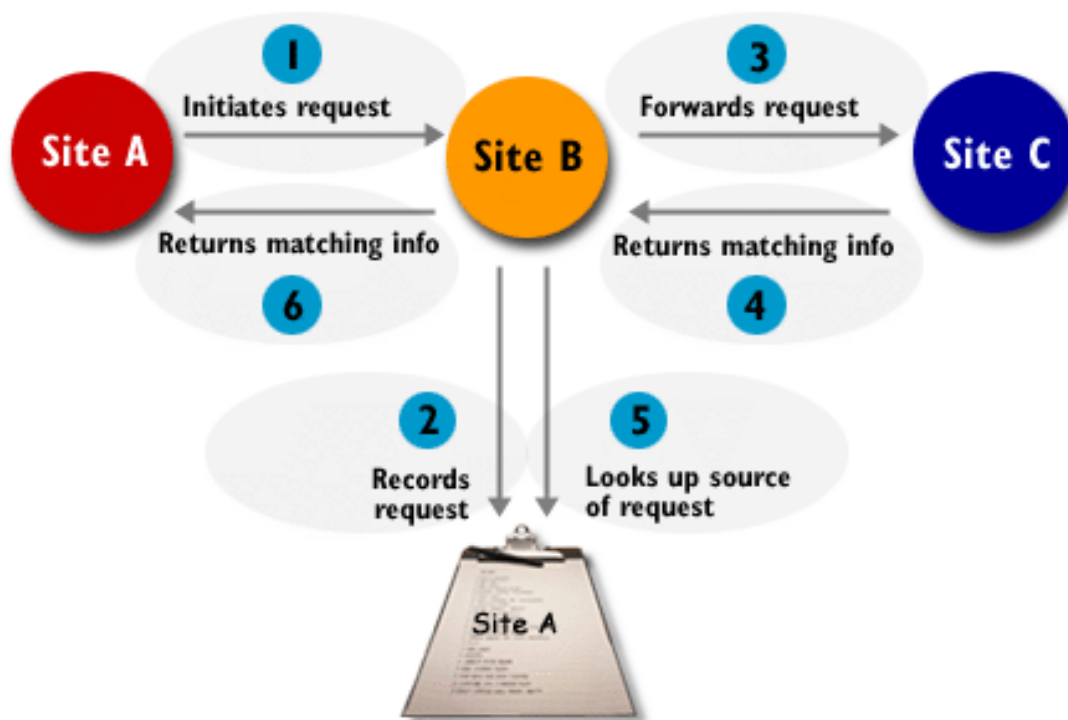 1
3
Initiates request
Forwards request
Site A
Site B
Site C
Returns matching info
Returns matching info
6
4
2
5
Records
request
Looks up source
of request
Site A